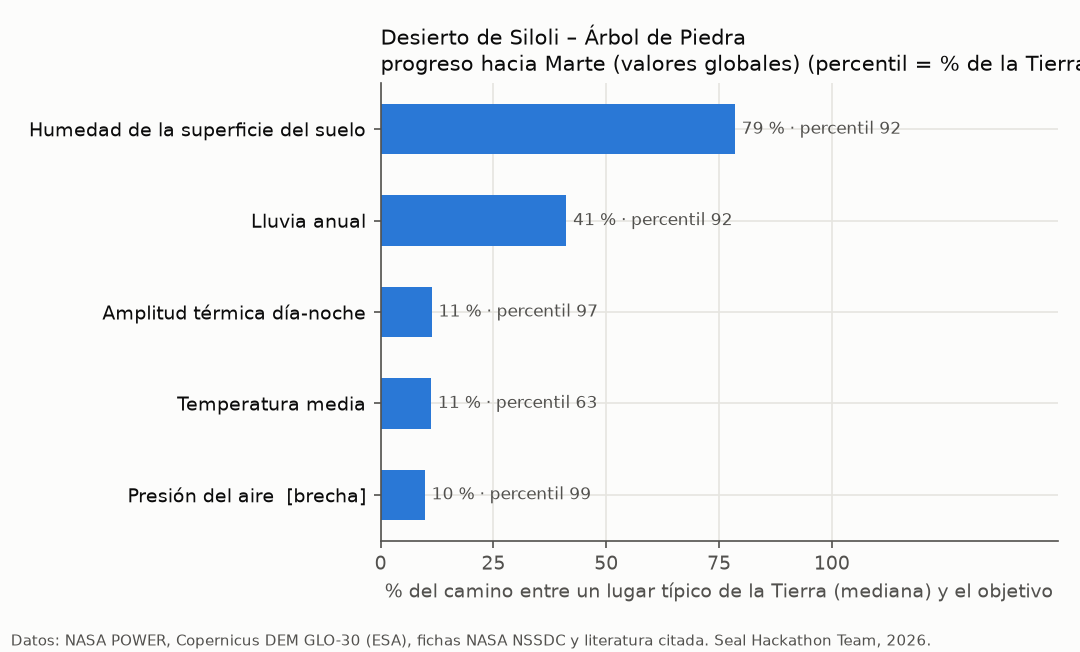 Desierto de Siloli – Árbol de Piedra
progreso hacia Marte (valores globales) (percentil = % de la Tierra
Humedad de la superficie del suelo
79 % · percentil 92
Lluvia anual
41 % · percentil 92
Amplitud térmica día-noche
11 % · percentil 97
Temperatura media
11 % · percentil 63
Presión del aire [brecha]
10 % · percentil 99
0 25 50 75 100
% del camino entre un lugar típico de la Tierra (mediana) y el objetivo
Datos: NASA POWER, Copernicus DEM GLO-30 (ESA), fichas NASA NSSDC y literatura citada. Seal Hackathon Team, 2026.